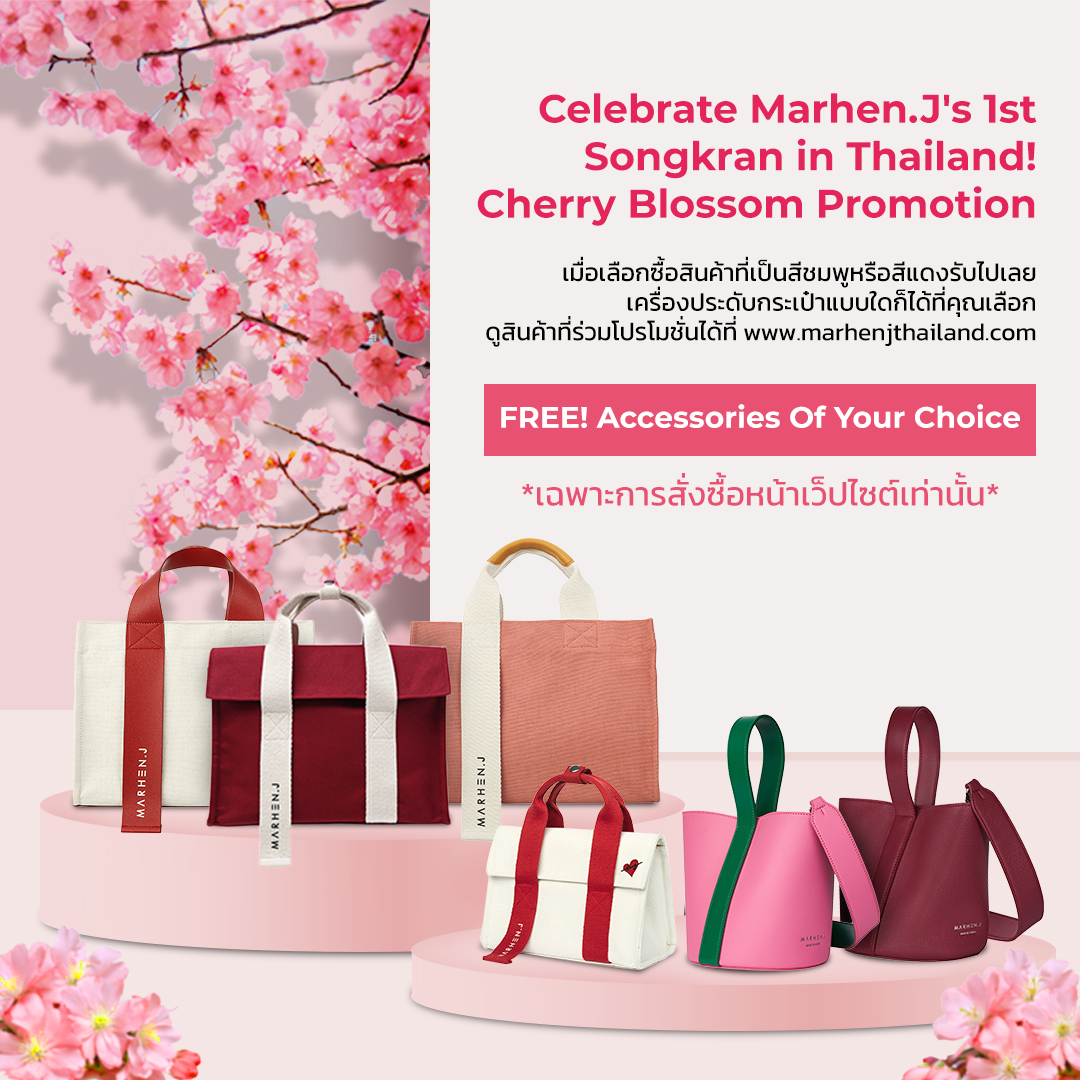 Celebrate Marhen.J's 1st
Songkran in Thailand!
Cherry Blossom Promotion
เมื่อเลือกซื้อสินค้าที่เป็นสีชมพูหรือสีแดงรับไปเลย
เครื่องประดับกระเป๋าแบบใดก็ได้ที่คุณเลือก
ดูสินค้าที่ร่วมโปรโมชั่นได้ที่ www.marhenjthailand.com
FREE! Accessories Of Your Choice
*เฉพาะการสั่งซื้อหน้าเว็ปไซต์เท่านั้น*
MARHEN.J
MARHEN.J
MARHEN.J
MARHEN.J
MARHEN.J
MARHEN.J